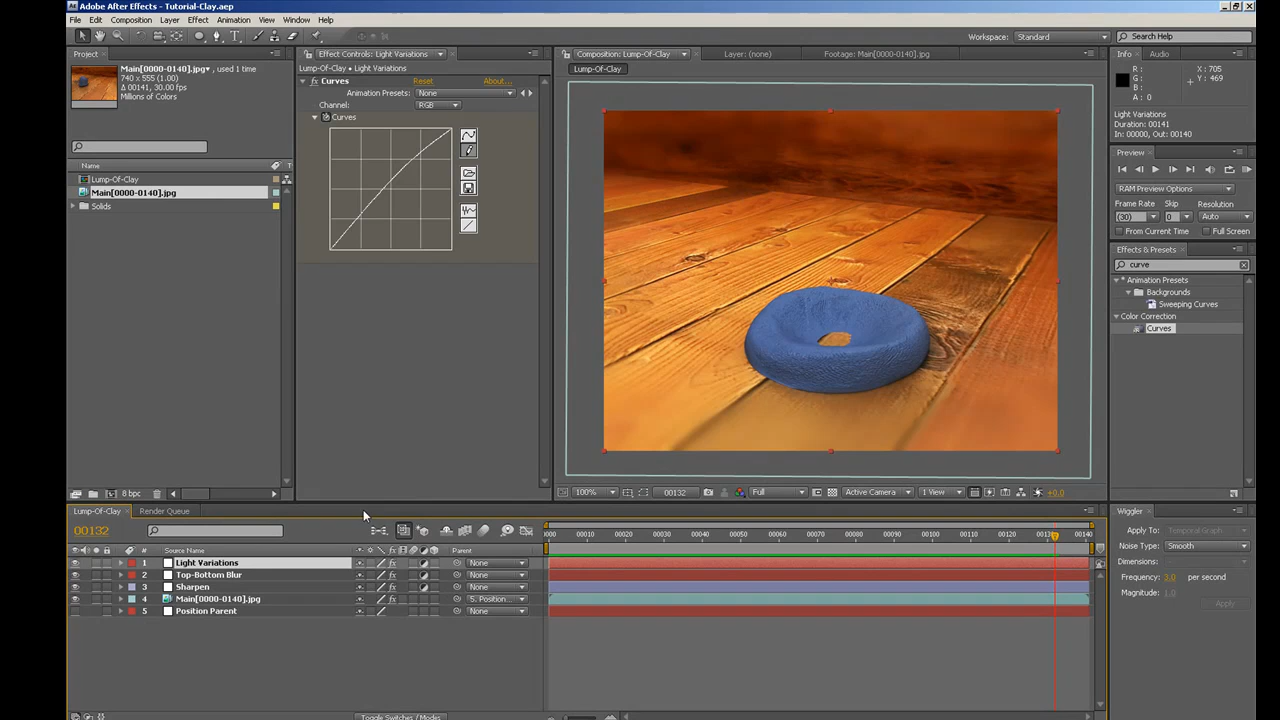 Adobe After Effects - Tutorial-Clay.aep
File Edit Composition Layer Effect Animation View Window Help
Workspace: Standard Search Help
Project
Main[0000-0140].jpg▾, used 1 time
740 x 555 (1.00)
Δ 00141, 30.00 fps
Millions of Colors
Name
Lump-Of-Clay
Main[0000-0140].jpg
Solids
8 bpc
Effect Controls: Light Variations
Lump-Of-Clay • Light Variations
Curves Reset About...
Animation Presets: None
Channel: RGB
Curves
Composition: Lump-Of-Clay Layer: (none) Footage: Main[0000-0140].jpg
Lump-Of-Clay
100% 00132 Full Active Camera 1 View +0.0
Info Audio
R : X : 705
G : Y : 469
B :
A : 0
Light Variations
Duration: 00141
In: 00000, Out: 00140
Preview
RAM Preview Options
Frame Rate Skip Resolution
(30) 0 Auto
From Current Time Full Screen
Effects & Presets
curve
* Animation Presets
Backgrounds
Sweeping Curves
Color Correction
Curves
Lump-Of-Clay Render Queue
00132
0000 00010 00020 00030 00040 00050 00060 00070 00080 00090 00100 00110 00120 0013 00140
# Source Name Parent
1 Light Variations None
2 Top-Bottom Blur None
3 Sharpen None
4 Main[0000-0140].jpg 5. Position...
5 Position Parent None
Toggle Switches / Modes
Wiggler
Apply To: Temporal Graph
Noise Type: Smooth
Dimensions:
Frequency: 3.0 per second
Magnitude: 1.0
Apply